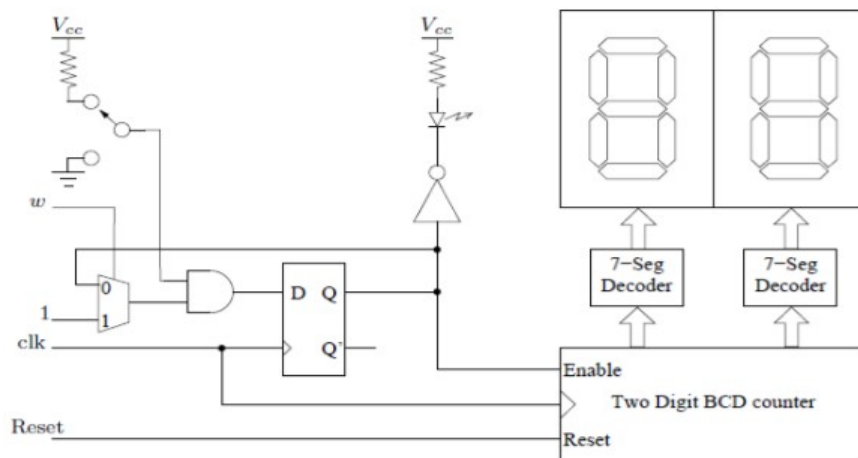 Vcc
Vcc
w
0
1
1
clk
D Q
Q'
7-Seg
Decoder
7-Seg
Decoder
Enable
Two Digit BCD counter
Reset
Reset